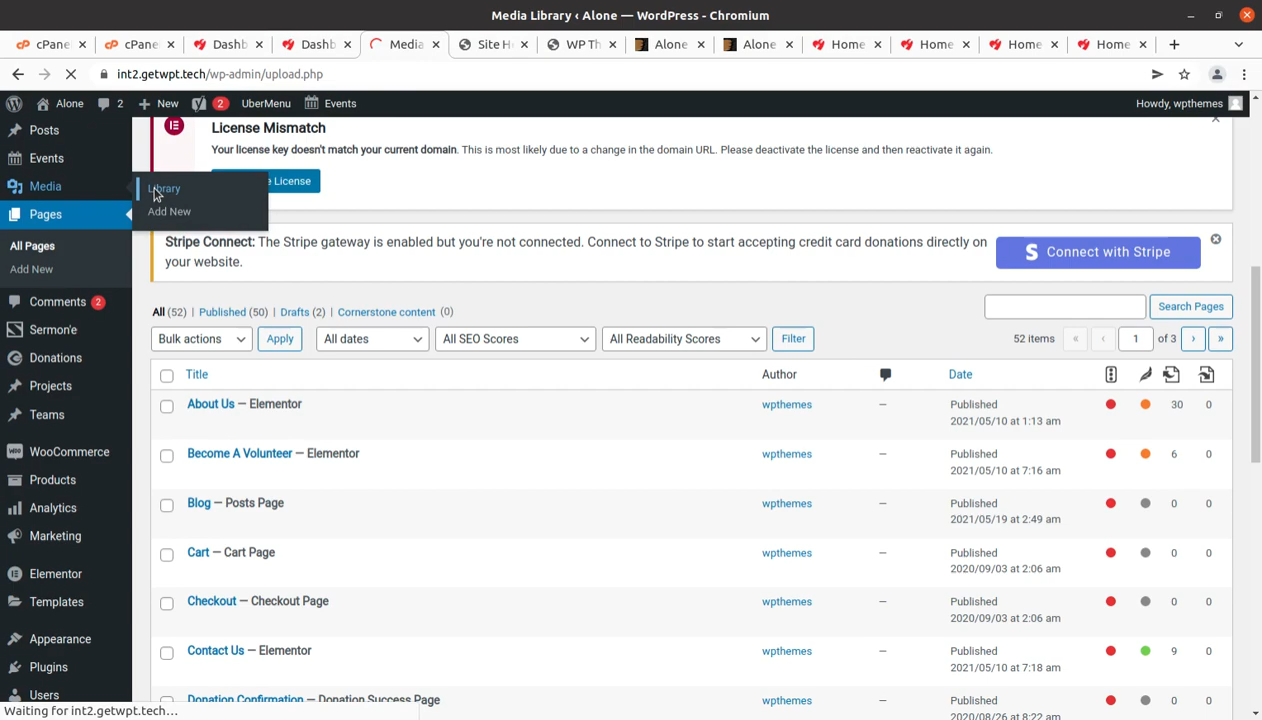 Media Library ‹ Alone — WordPress - Chromium
cPane
cPane
Dashb
Dashb
Media
Site H
WP Th
Alone
Alone
Home
Home
Home
Home
int2.getwpt.tech/wp-admin/upload.php
Alone 2 New 2 UberMenu Events Howdy, wpthemes
Posts
Events
Media
Pages
All Pages
Add New
Comments 2
Sermon'e
Donations
Projects
Teams
WooCommerce
Products
Analytics
Marketing
Elementor
Templates
Appearance
Plugins
Users
Library
Add New
License Mismatch
Your license key doesn't match your current domain. This is most likely due to a change in the domain URL. Please deactivate the license and then reactivate it again.
License
Stripe Connect: The Stripe gateway is enabled but you're not connected. Connect to Stripe to start accepting credit card donations directly on
your website.
S Connect with Stripe
All (52) | Published (50) | Drafts (2) | Cornerstone content (0)
Search Pages
Bulk actions Apply All dates All SEO Scores All Readability Scores Filter 52 items « ‹ 1 of 3 › »
Title Author Date
About Us — Elementor wpthemes — Published 30 0
2021/05/10 at 1:13 am
Become A Volunteer — Elementor wpthemes — Published 6 0
2021/05/10 at 7:16 am
Blog — Posts Page wpthemes — Published 0 0
2021/05/19 at 2:49 am
Cart — Cart Page wpthemes — Published 0 0
2020/09/03 at 2:06 am
Checkout — Checkout Page wpthemes — Published 0 0
2020/09/03 at 2:06 am
Contact Us — Elementor wpthemes — Published 9 0
2021/05/10 at 7:18 am
Donation Confirmation — Donation Success Page wpthemes — Published 0 0
2020/08/26 at 8:22 am
Waiting for int2.getwpt.tech…